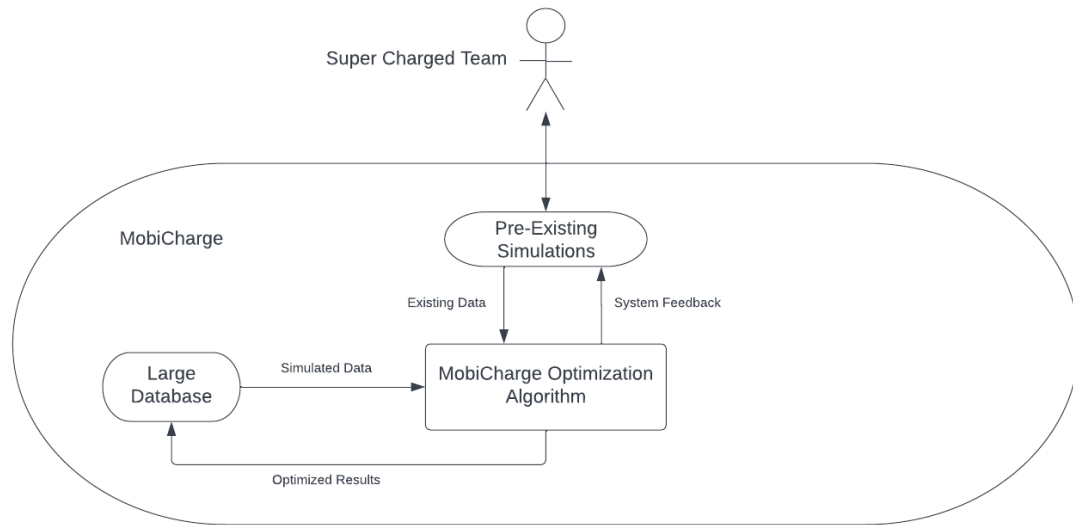 Super Charged Team
MobiCharge
Pre-Existing
Simulations
Existing Data
System Feedback
Large
Database
Simulated Data
MobiCharge Optimization
Algorithm
Optimized Results